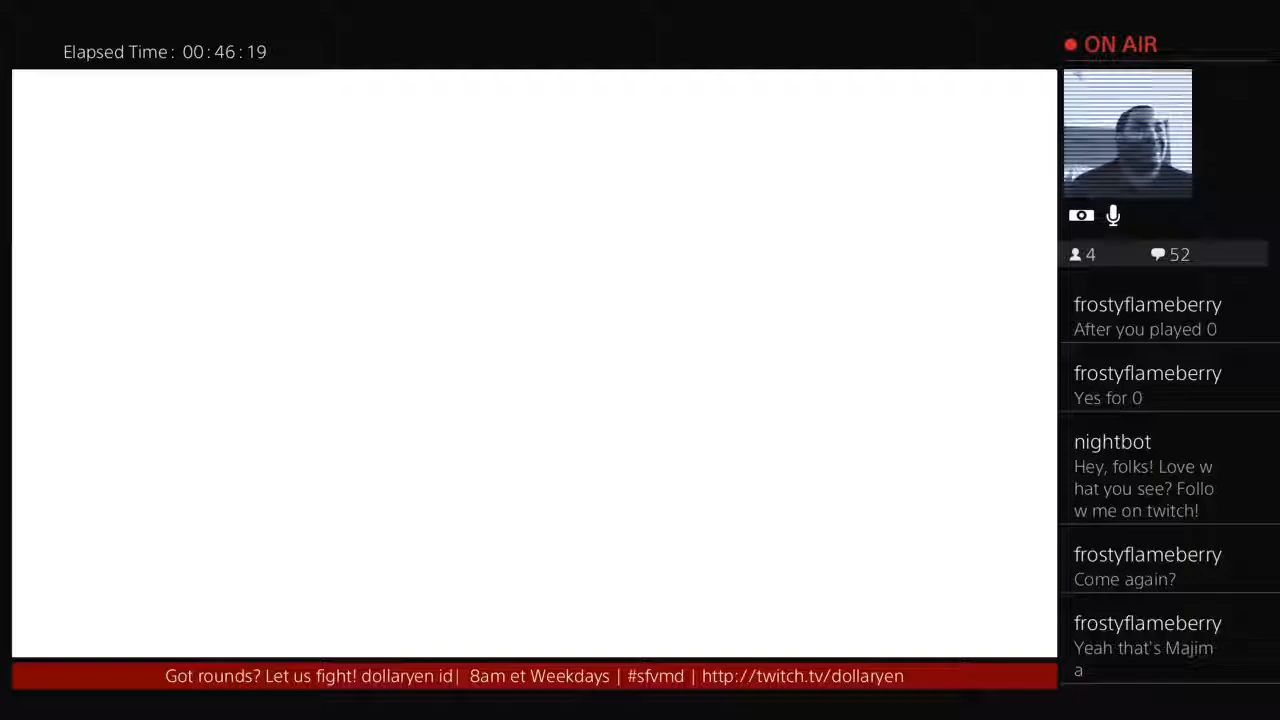 Elapsed Time: 00:46:19
ON AIR
4 52
frostyflameberry
After you played 0
frostyflameberry
Yes for 0
nightbot
Hey, folks! Love w
hat you see? Follo
w me on twitch!
frostyflameberry
Come again?
frostyflameberry
Yeah that's Majim
a
Got rounds? Let us fight! dollaryen id| 8am et Weekdays | #sfvmd | http://twitch.tv/dollaryen